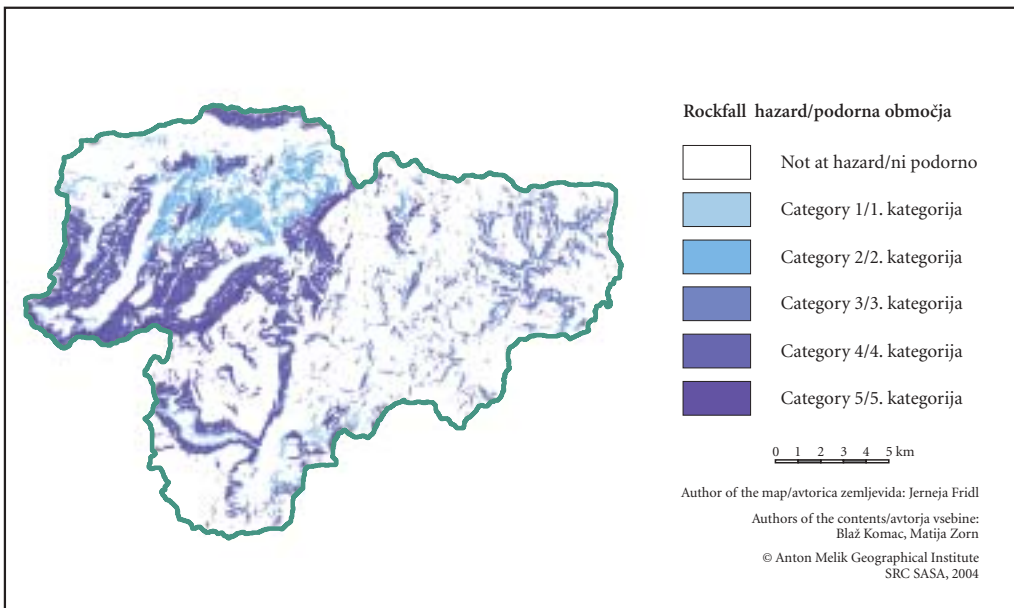 Rockfall hazard/podorna območja
Not at hazard/ni podorno
Category 1/1. kategorija
Category 2/2. kategorija
Category 3/3. kategorija
Category 4/4. kategorija
Category 5/5. kategorija
0 1 2 3 4 5 km
Author of the map/avtorica zemljevida: Jerneja Fridl
Authors of the contents/avtorja vsebine:
Blaž Komac, Matija Zorn
© Anton Melik Geographical Institute
SRC SASA, 2004